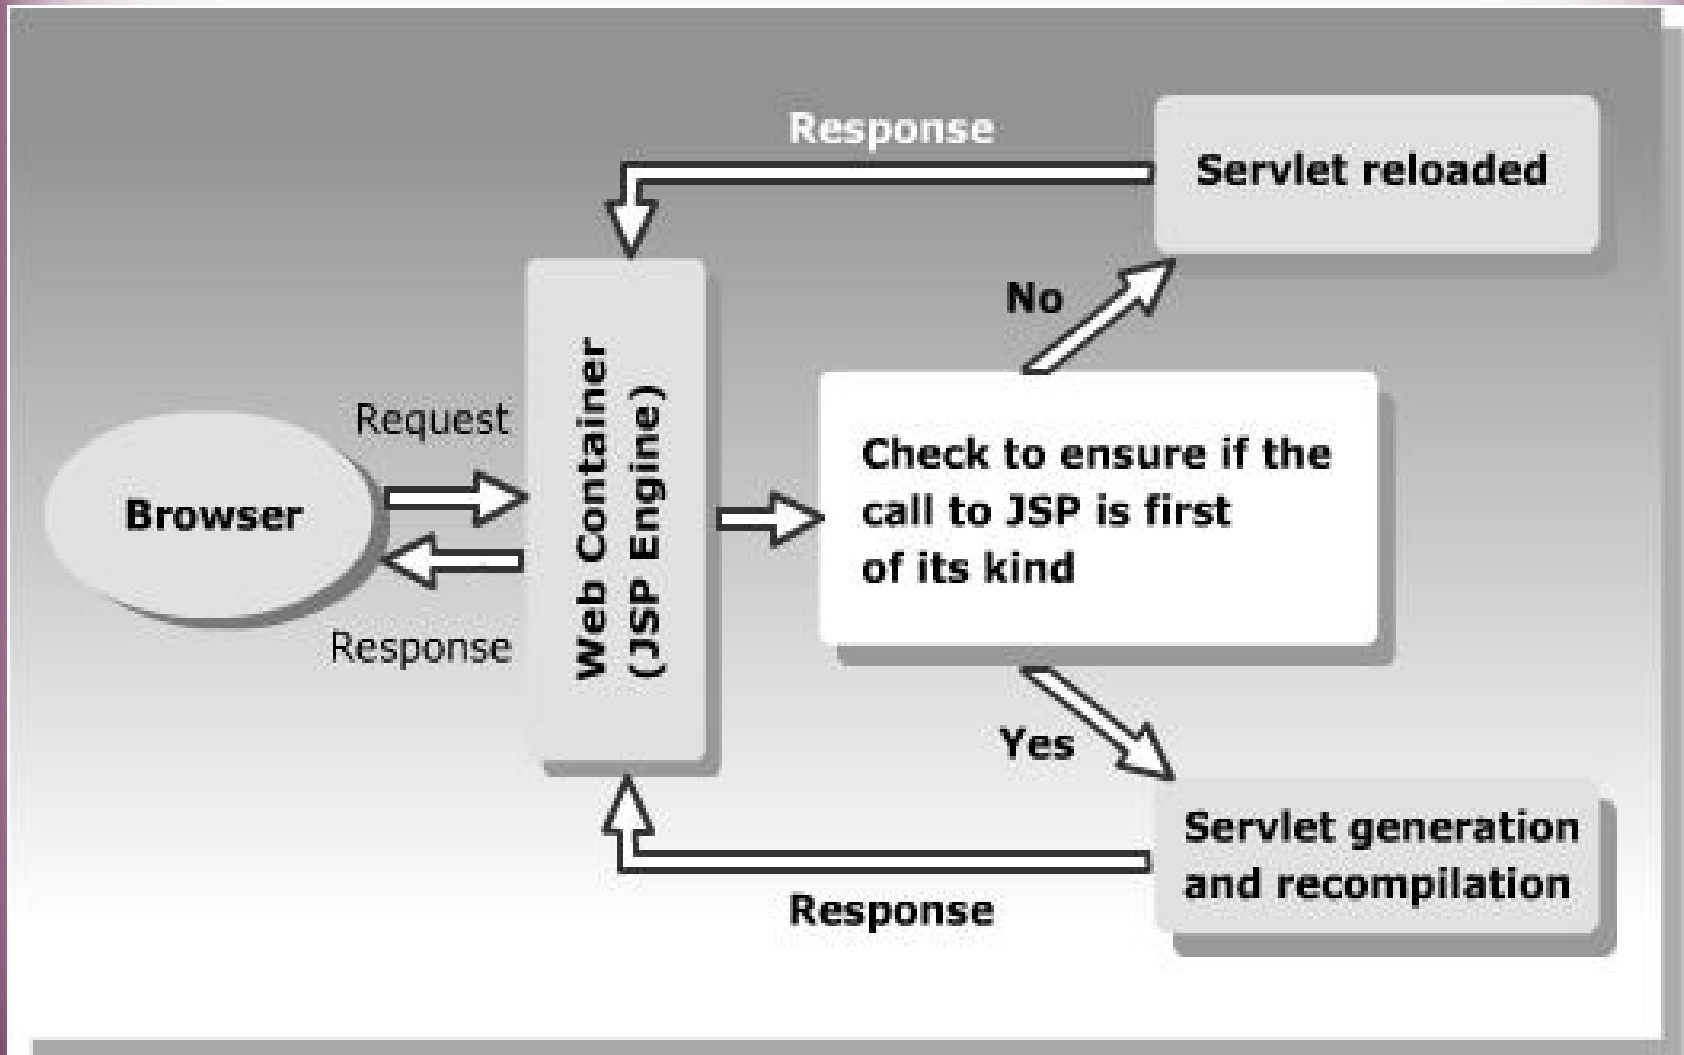 Response
Servlet reloaded
No
Request
Browser
Response
Web Container
(JSP Engine)
Check to ensure if the
call to JSP is first
of its kind
Yes
Servlet generation
and recompilation
Response